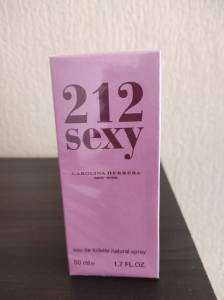 212
sexy
CAROLINA HERRERA
NEW YORK
eau de toilette natural spray
50 ml e 1.7 FL.OZ